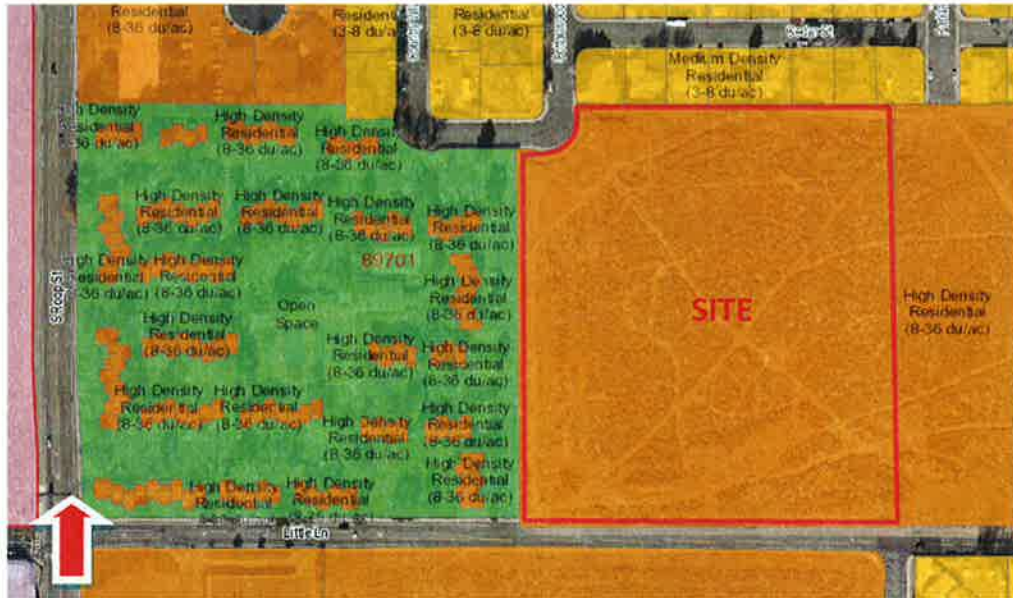 Residential
(8-36 du/ac)
Residential
(3-8 du/ac)
Residential
(3-8 du/ac)
Medium Density
Residential
(3-8 du/ac)
High Density
Residential
36 du/ac)
High Density
Residential
(8-36 du/ac)
High Density
Residential
(8-36 du/ac)
High Density
Residential
(8-36 du/ac)
High Density
Residential
(8-36 du/ac)
High Density
Residential
(8-36 du/ac)
High Density
Residential
(8-36 du/ac)
89701
High Density
Residential
(8-36 du/ac)
High Density
Residential
(8-36 du/ac)
High Density
Residential
(8-36 du/ac)
S Roop St
Open
Space
SITE
High Density
Residential
(8-36 du/ac)
High Density
Residential
(8-36 du/ac)
High Density
Residential
(8-36 du/ac)
High Density
Residential
(8-36 du/ac)
High Density
Residential
(8-36 du/ac)
High Density
Residential
(8-36 du/ac)
High Density
Residential
(8-36 du/ac)
High Density
Residential
(8-36 du/ac)
High Density
Residential
(8-36 du/ac)
High Density
Residential
High Density
Residential
Little Ln